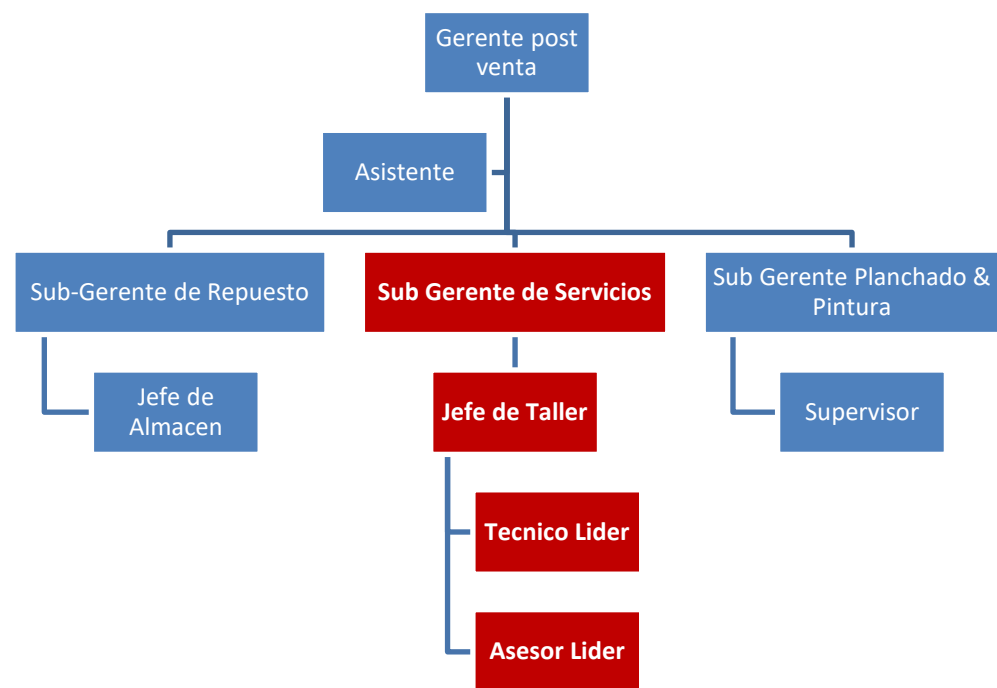 Gerente post
venta
Asistente
Sub-Gerente de Repuesto
Sub Gerente de Servicios
Sub Gerente Planchado &
Pintura
Jefe de
Almacen
Jefe de Taller
Supervisor
Tecnico Lider
Asesor Lider